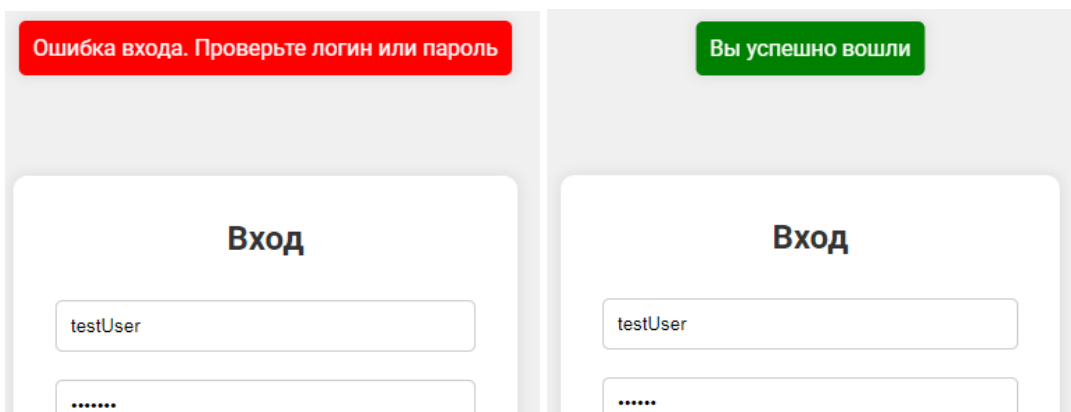 Ошибка входа. Проверьте логин или пароль
Вход
testUser
•••••••
Вы успешно вошли
Вход
testUser
••••••